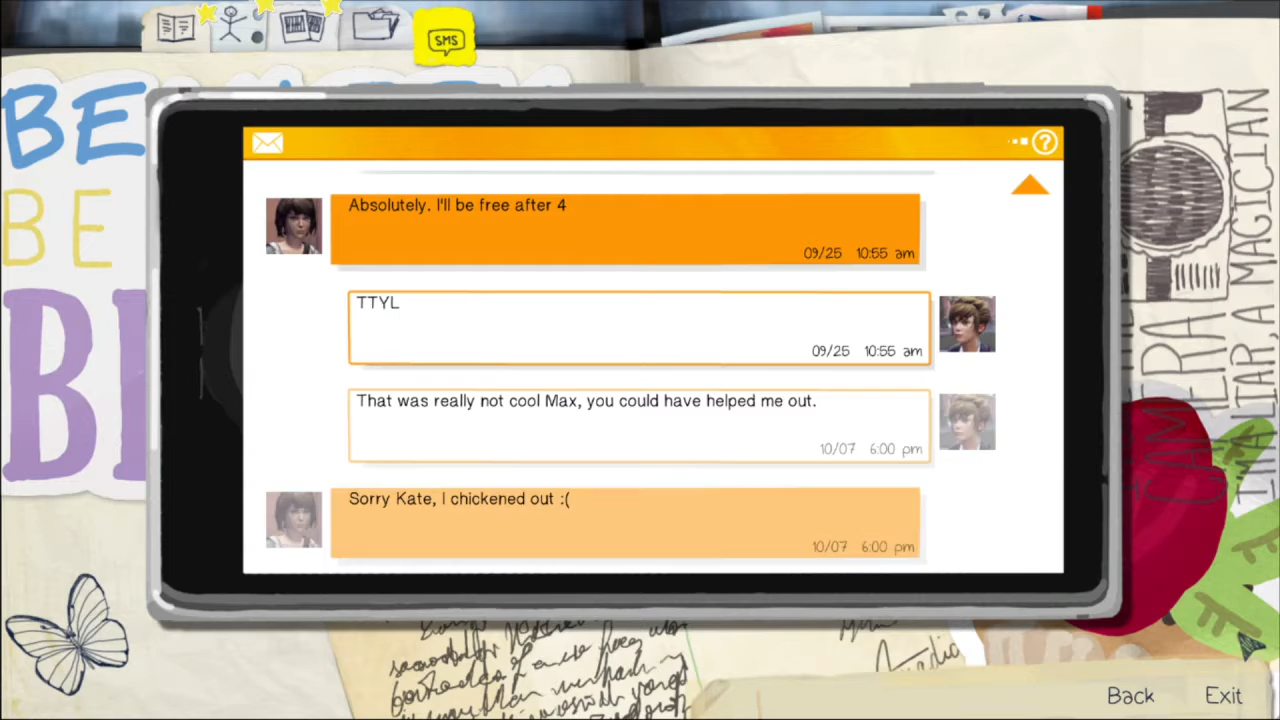 SMS
BE
BE
B
?
Absolutely. I'll be free after 4
09/25 10:55 am
TTYL
09/25 10:55 am
That was really not cool Max, you could have helped me out.
10/07 6:00 pm
Sorry Kate, I chickened out :(
10/07 6:00 pm
CAMERA
LIAR, A MAGICIAN
Back Exit